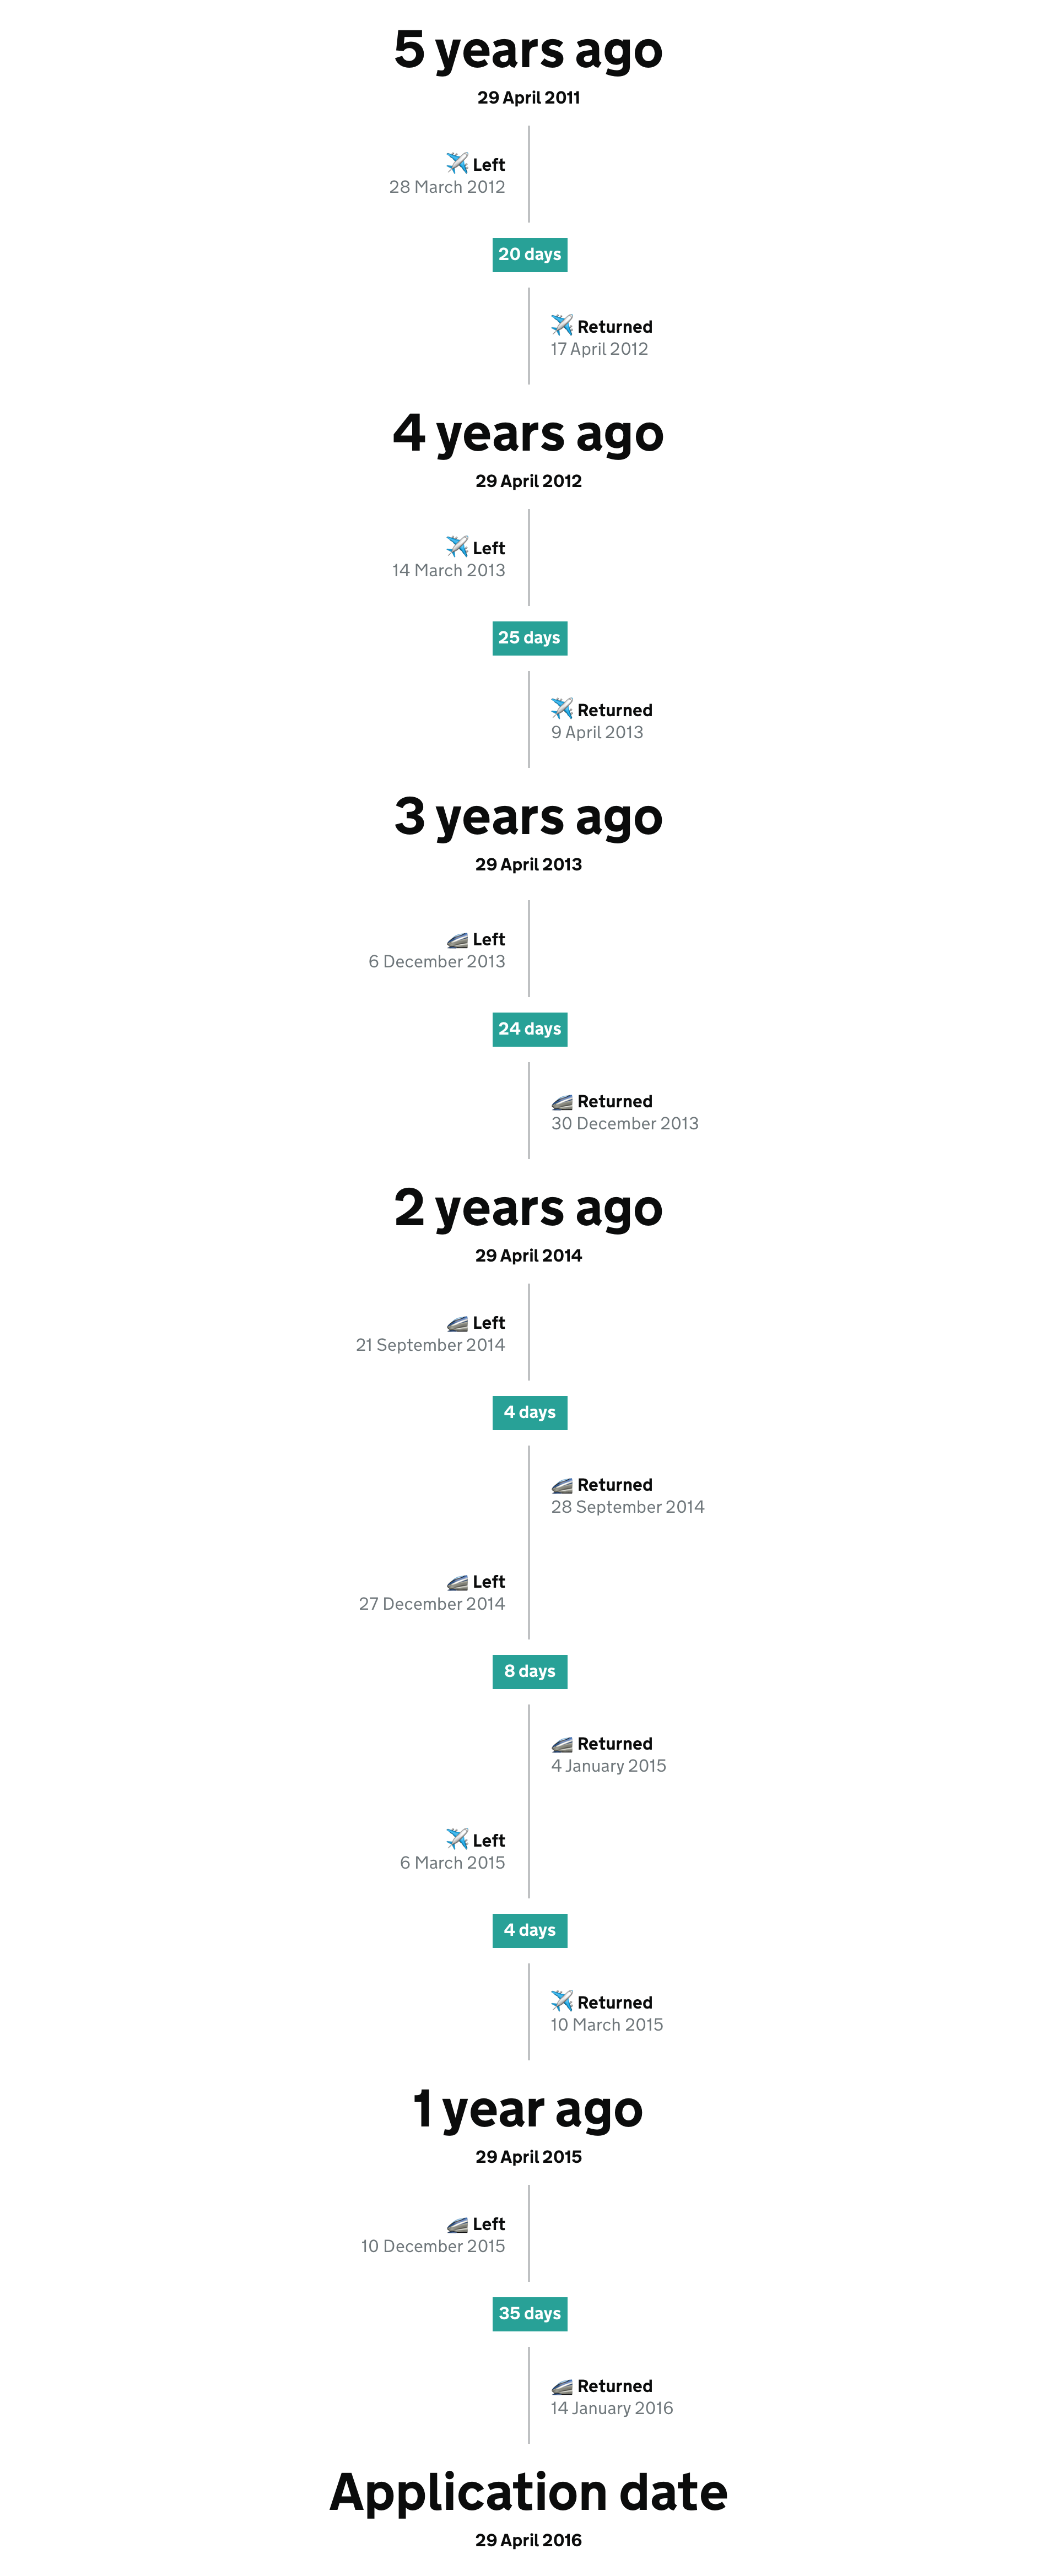 5 years ago
29 April 2011
Left
28 March 2012
20 days
Returned
17 April 2012
4 years ago
29 April 2012
Left
14 March 2013
25 days
Returned
9 April 2013
3 years ago
29 April 2013
Left
6 December 2013
24 days
Returned
30 December 2013
2 years ago
29 April 2014
Left
21 September 2014
4 days
Returned
28 September 2014
Left
27 December 2014
8 days
Returned
4 January 2015
Left
6 March 2015
4 days
Returned
10 March 2015
1 year ago
29 April 2015
Left
10 December 2015
35 days
Returned
14 January 2016
Application date
29 April 2016